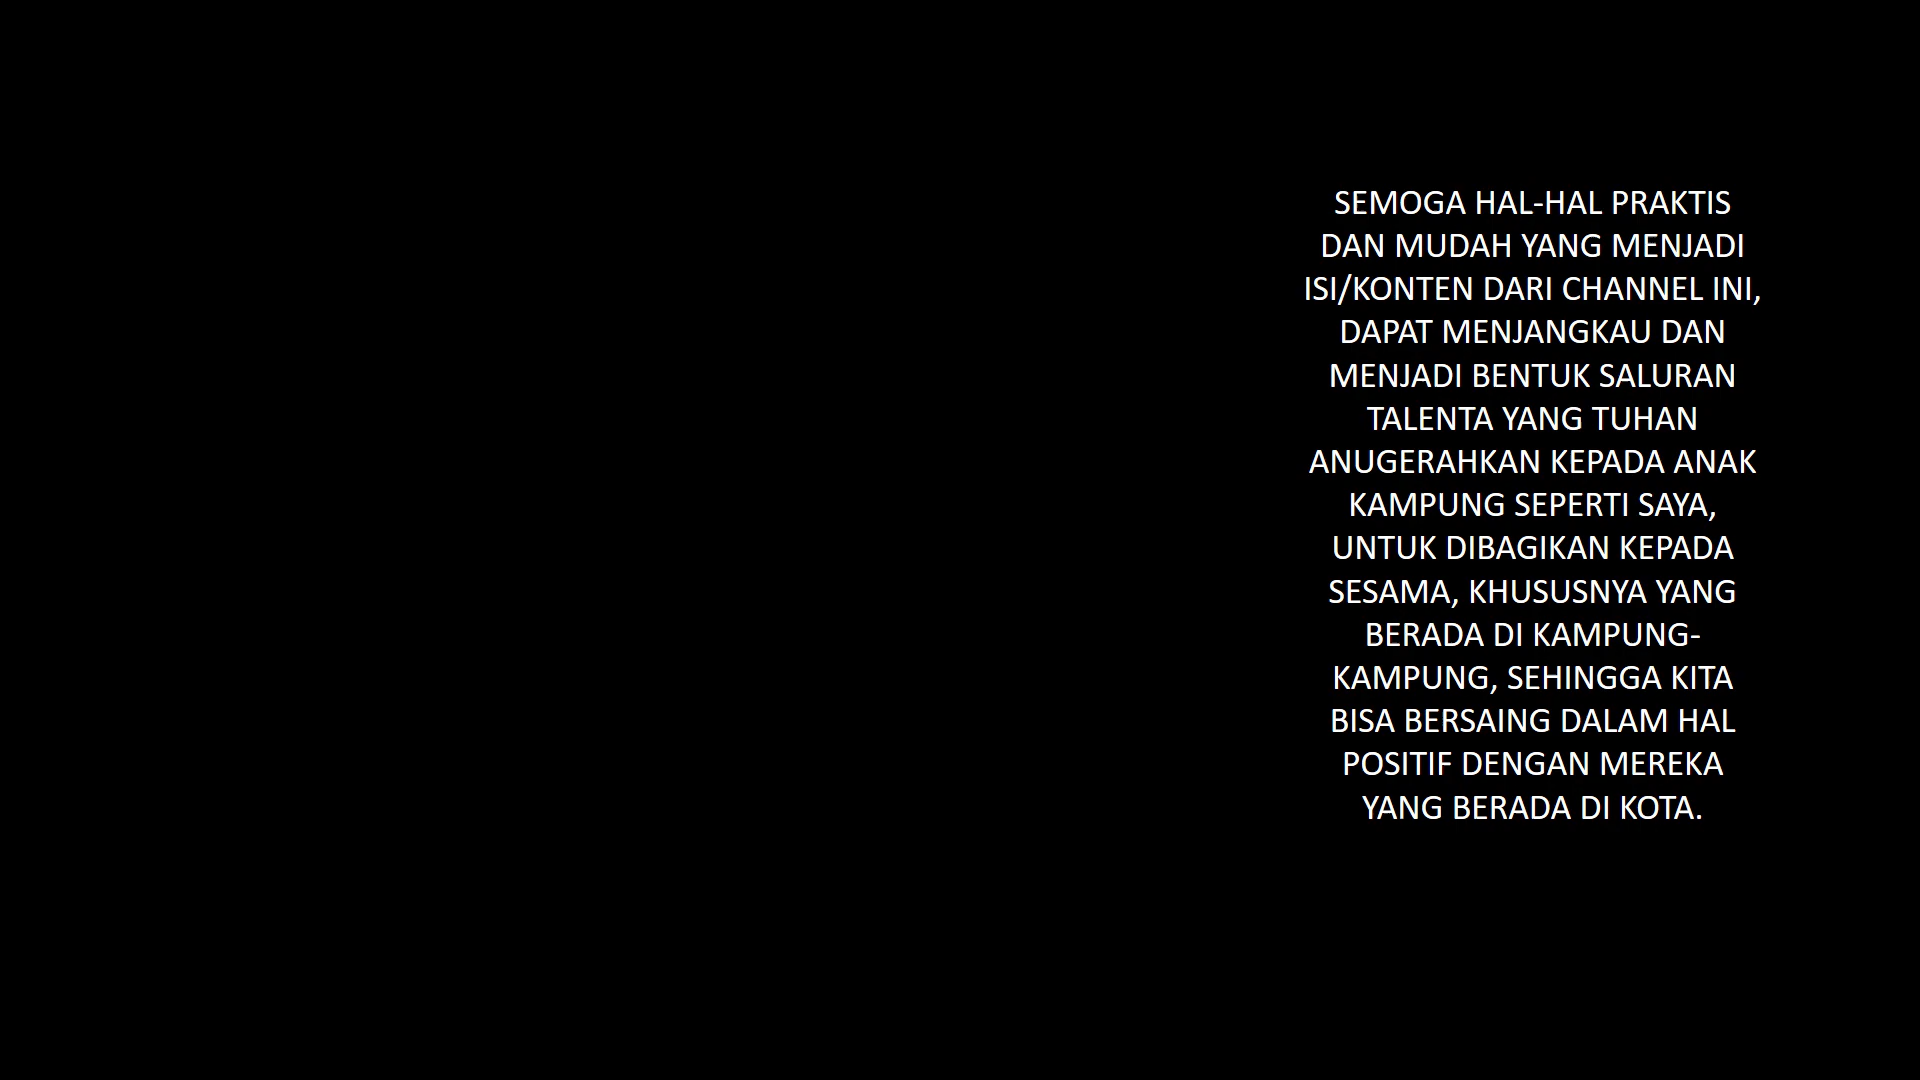 SEMOGA HAL-HAL PRAKTIS
DAN MUDAH YANG MENJADI
ISI/KONTEN DARI CHANNEL INI,
DAPAT MENJANGKAU DAN
MENJADI BENTUK SALURAN
TALENTA YANG TUHAN
ANUGERAHKAN KEPADA ANAK
KAMPUNG SEPERTI SAYA,
UNTUK DIBAGIKAN KEPADA
SESAMA, KHUSUSNYA YANG
BERADA DI KAMPUNG-
KAMPUNG, SEHINGGA KITA
BISA BERSAING DALAM HAL
POSITIF DENGAN MEREKA
YANG BERADA DI KOTA.